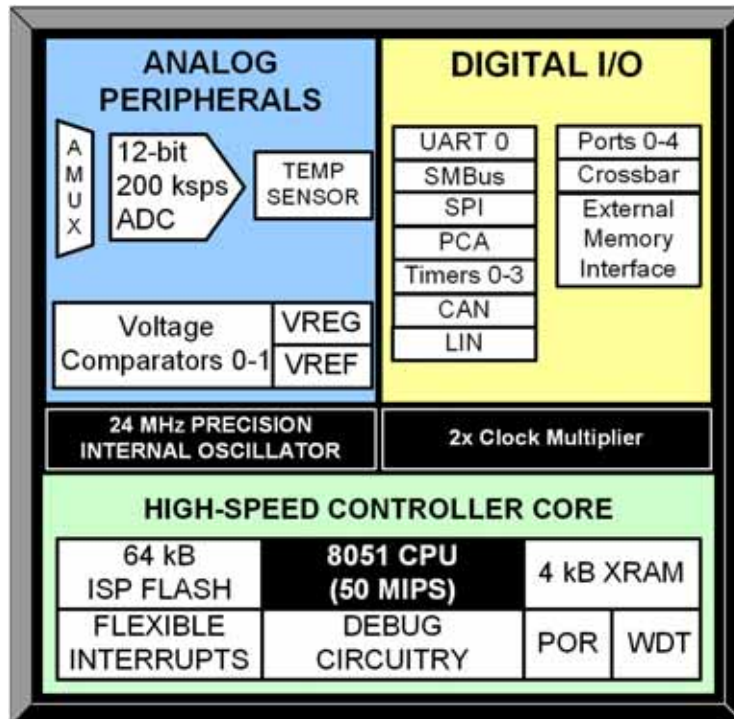 ANALOG
PERIPHERALS
A
M
U
X
12-bit
200 ksps
ADC
TEMP
SENSOR
Voltage
Comparators 0-1
VREG
VREF
DIGITAL I/O
UART 0
SMBus
SPI
PCA
Timers 0-3
CAN
LIN
Ports 0-4
Crossbar
External
Memory
Interface
24 MHz PRECISION
INTERNAL OSCILLATOR
2x Clock Multiplier
HIGH-SPEED CONTROLLER CORE
64 kB
ISP FLASH
8051 CPU
(50 MIPS)
4 kB XRAM
FLEXIBLE
INTERRUPTS
DEBUG
CIRCUITRY
POR
WDT